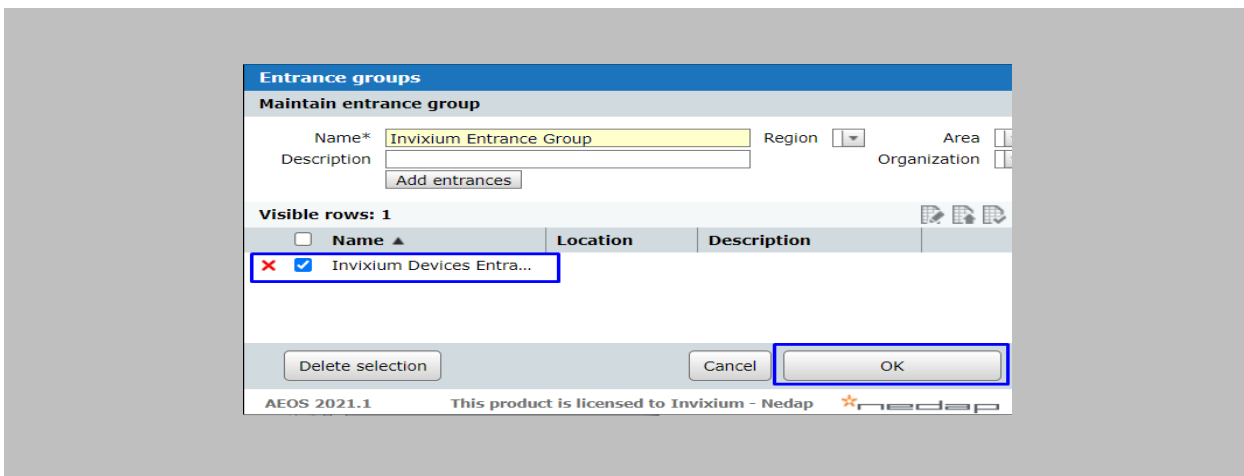 Entrance groups
Maintain entrance group
Name* Invixium Entrance Group Region Area
Description Organization
Add entrances
Visible rows: 1
Name ▲ Location Description
Invixium Devices Entra...
Delete selection Cancel OK
AEOS 2021.1 This product is licensed to Invixium - Nedap nedap